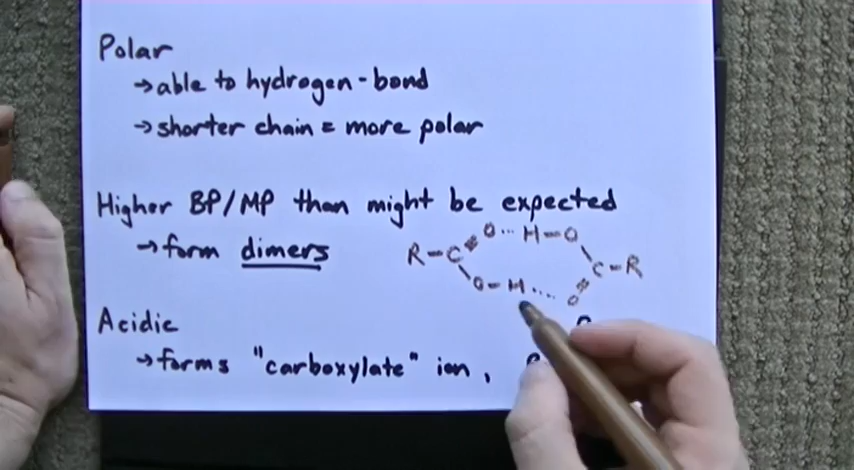 Polar
→able to hydrogen-bond
→shorter chain = more polar
Higher BP/MP than might be expected
→form dimers
R-C O...H-O
O-H.... O C-R
Acidic
→forms "carboxylate" ion,